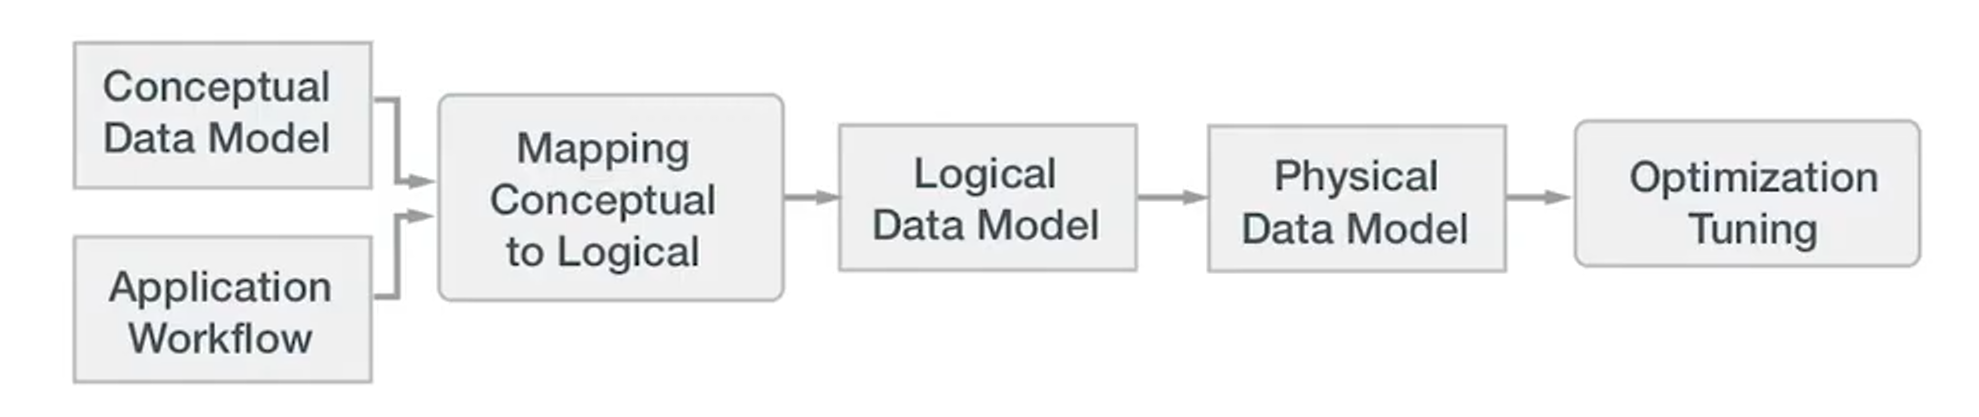 Conceptual
Data Model
Application
Workflow
Mapping
Conceptual
to Logical
Logical
Data Model
Physical
Data Model
Optimization
Tuning